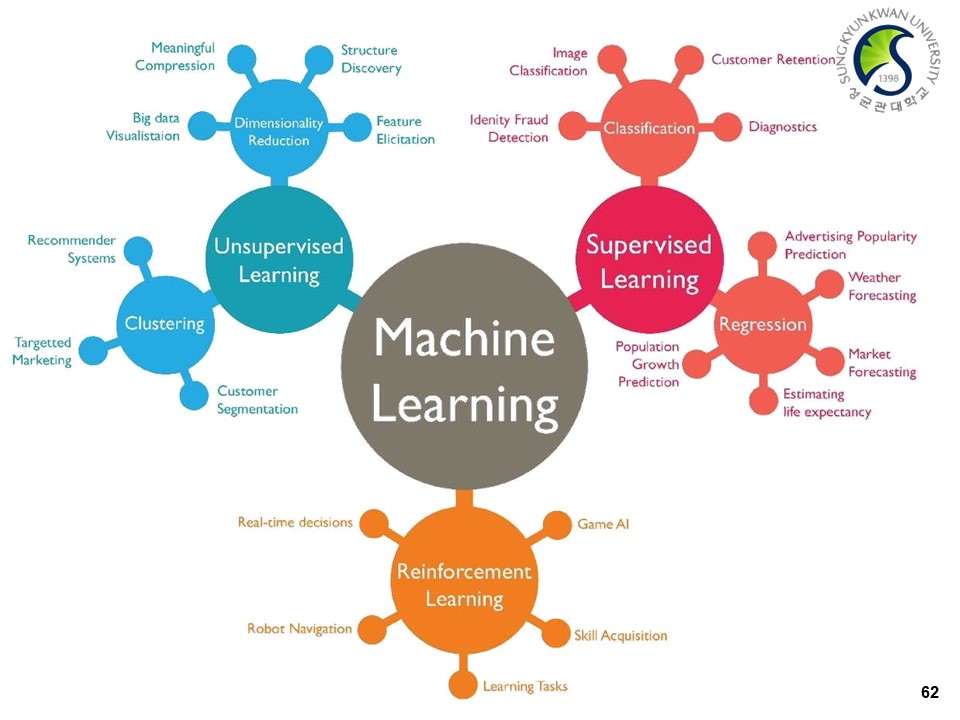 SUNGKYUNKWAN UNIVERSITY
1398
성균관대학교
Meaningful
Compression
Structure
Discovery
Big data
Visualistaion
Dimensionality
Reduction
Feature
Elicitation
Image
Classification
Customer Retention
Idenity Fraud
Detection
Classification
Diagnostics
Unsupervised
Learning
Supervised
Learning
Recommender
Systems
Clustering
Targetted
Marketing
Customer
Segmentation
Machine
Learning
Advertising Popularity
Prediction
Weather
Forecasting
Regression
Population
Growth
Prediction
Market
Forecasting
Estimating
life expectancy
Real-time decisions
Game AI
Reinforcement
Learning
Robot Navigation
Skill Acquisition
Learning Tasks
62